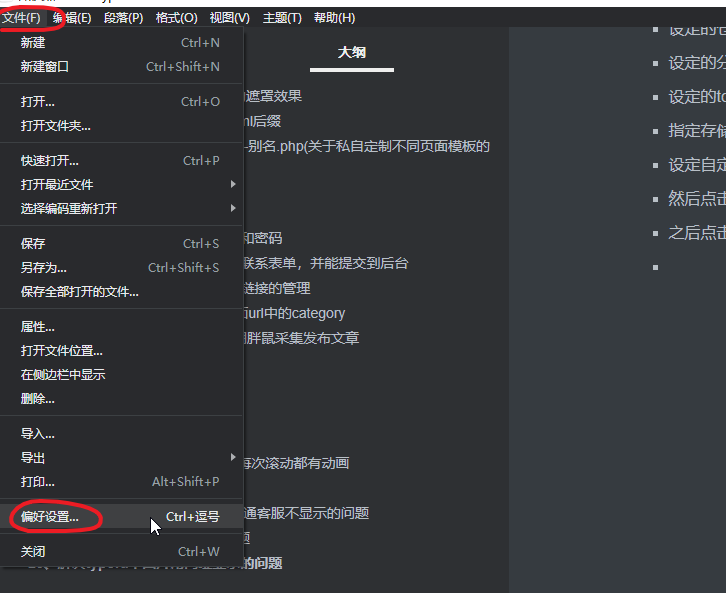 文件(F) 编辑(E) 段落(P) 格式(O) 视图(V) 主题(T) 帮助(H)
新建 Ctrl+N
新建窗口 Ctrl+Shift+N
打开... Ctrl+O
打开文件夹...
快速打开... Ctrl+P
打开最近文件
选择编码重新打开
保存 Ctrl+S
另存为... Ctrl+Shift+S
保存全部打开的文件...
属性...
打开文件位置...
在侧边栏中显示
删除...
导入...
导出
打印... Alt+Shift+P
偏好设置... Ctrl+逗号
关闭 Ctrl+W
大纲
遮罩效果
ml后缀
-别名.php(关于私自定制不同页面模板的
和密码
联系表单，并能提交到后台
链接的管理
url中的category
胖鼠采集发布文章
每次滚动都有动画
通客服不显示的问题
题
的问题
设定的
设定的分
设定的to
指定存储
设定自定
然后点击
之后点击